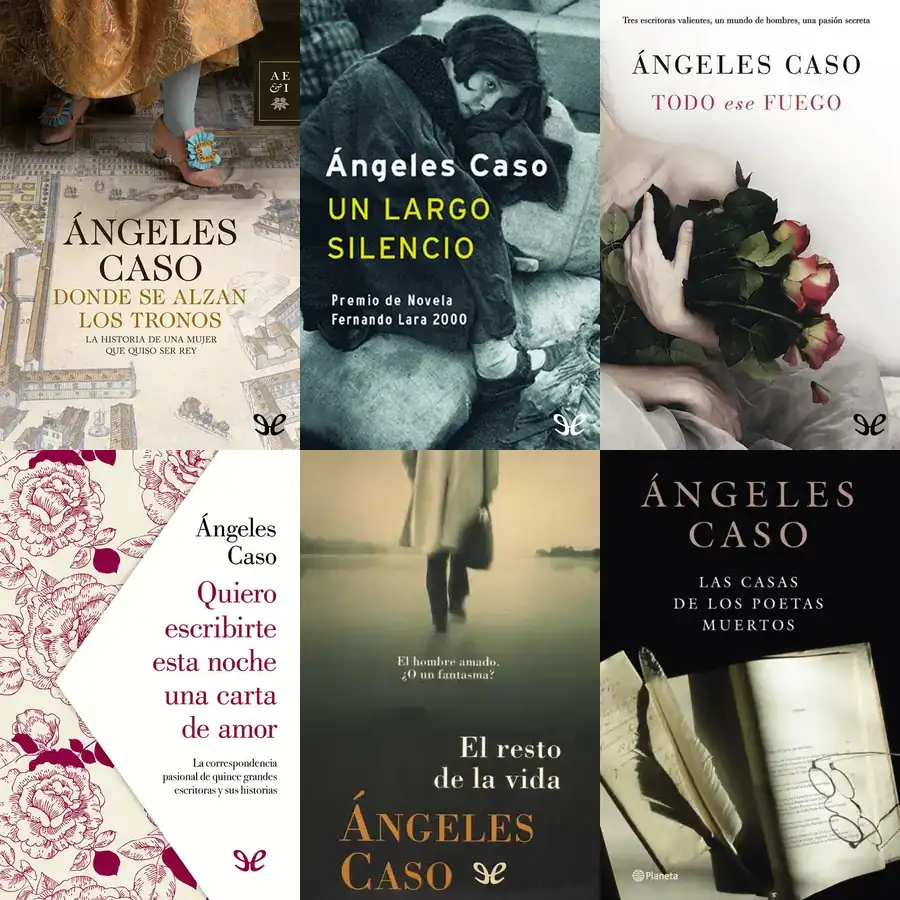 AE
&I
ÁNGELES
CASO
DONDE SE ALZAN
LOS TRONOS
LA HISTORIA DE UNA MUJER
QUE QUISO SER REY
Ángeles Caso
UN LARGO
SILENCIO
Premio de Novela
Fernando Lara 2000
Tres escritoras valientes, un mundo de hombres, una pasión secreta
ÁNGELES CASO
TODO ese FUEGO
Ángeles
Caso
Quiero
escribirte
esta noche
una carta
de amor
La correspondencia
pasional de quince grandes
escritoras y sus historias
El hombre amado.
¿O un fantasma?
El resto
de la vida
ÁNGELES
CASO
ÁNGELES
CASO
LAS CASAS
DE LOS POETAS
MUERTOS
Planeta